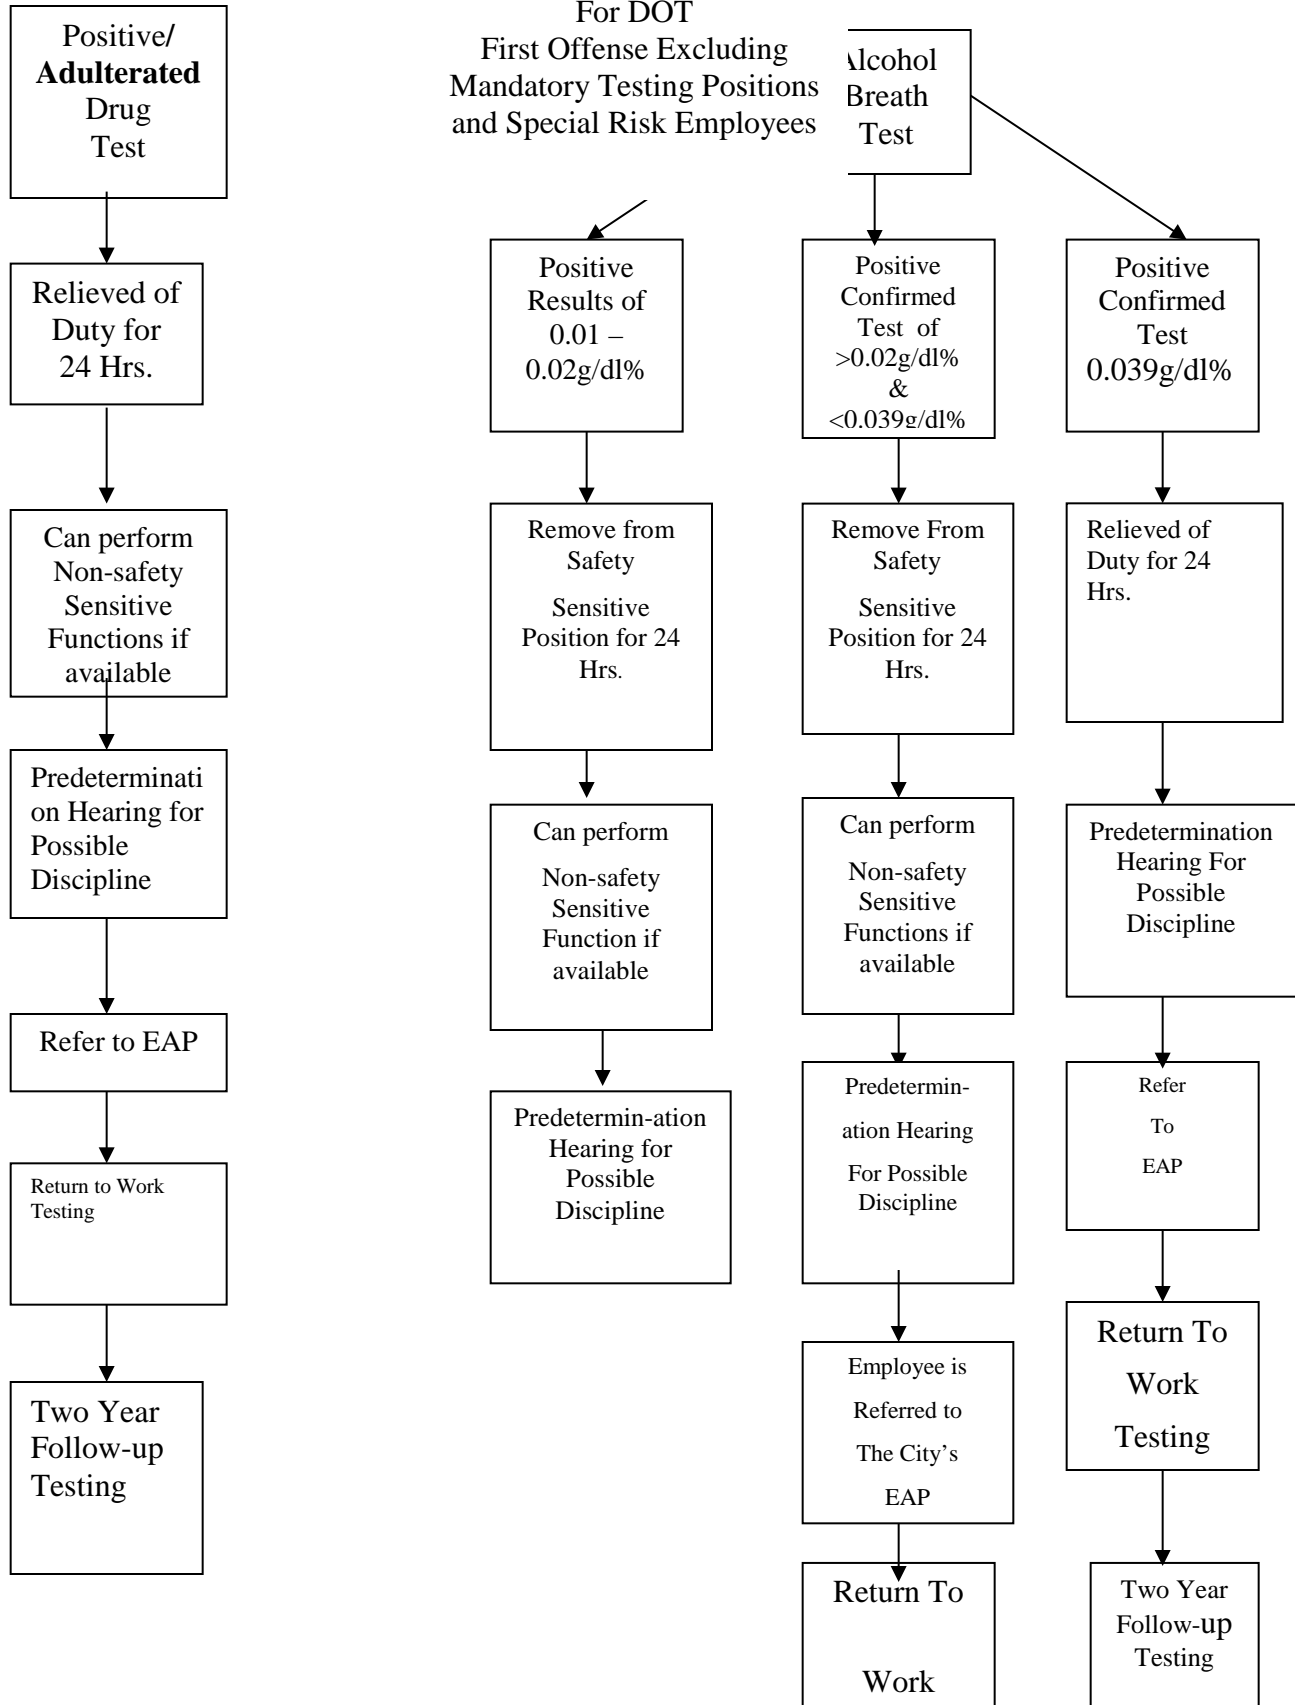 For DOT
First Offense Excluding
Mandatory Testing Positions
and Special Risk Employees
Positive/
Adulterated
Drug
Test
Relieved of
Duty for
24 Hrs.
Can perform
Non-safety
Sensitive
Functions if
available
Predeterminati
on Hearing for
Possible
Discipline
Refer to EAP
Return to Work
Testing
Two Year
Follow-up
Testing
Alcohol
Breath
Test
Positive
Results of
0.01 –
0.02g/dl%
Remove from
Safety
Sensitive
Position for 24
Hrs.
Can perform
Non-safety
Sensitive
Function if
available
Predetermin-ation
Hearing for
Possible
Discipline
Positive
Confirmed
Test of
>0.02g/dl%
&
<0.039g/dl%
Remove From
Safety
Sensitive
Position for 24
Hrs.
Can perform
Non-safety
Sensitive
Functions if
available
Predetermin-
ation Hearing
For Possible
Discipline
Employee is
Referred to
The City’s
EAP
Return To
Work
Positive
Confirmed
Test
0.039g/dl%
Relieved of
Duty for 24
Hrs.
Predetermination
Hearing For
Possible
Discipline
Refer
To
EAP
Return To
Work
Testing
Two Year
Follow-up
Testing